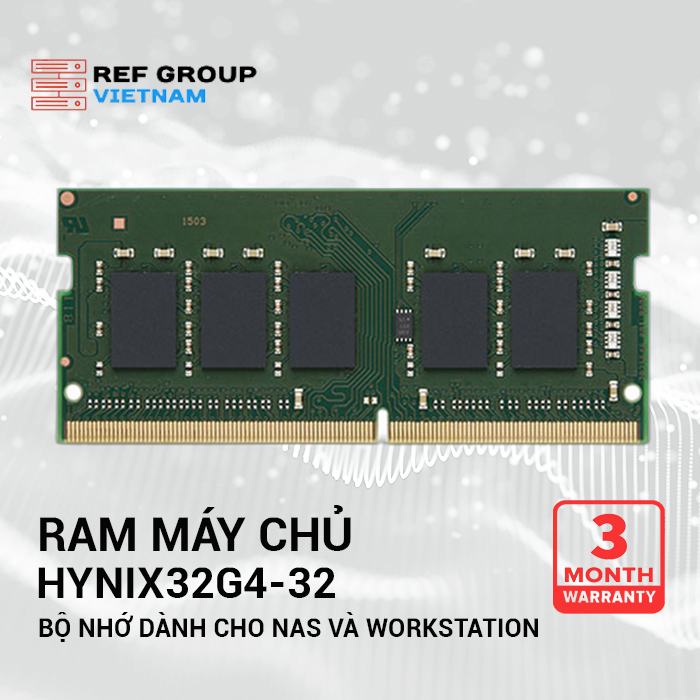 REF GROUP
VIETNAM
1503
RAM MÁY CHỦ
HYNIX32G4-32
BỘ NHỚ DÀNH CHO NAS VÀ WORKSTATION
3
MONTH
WARRANTY